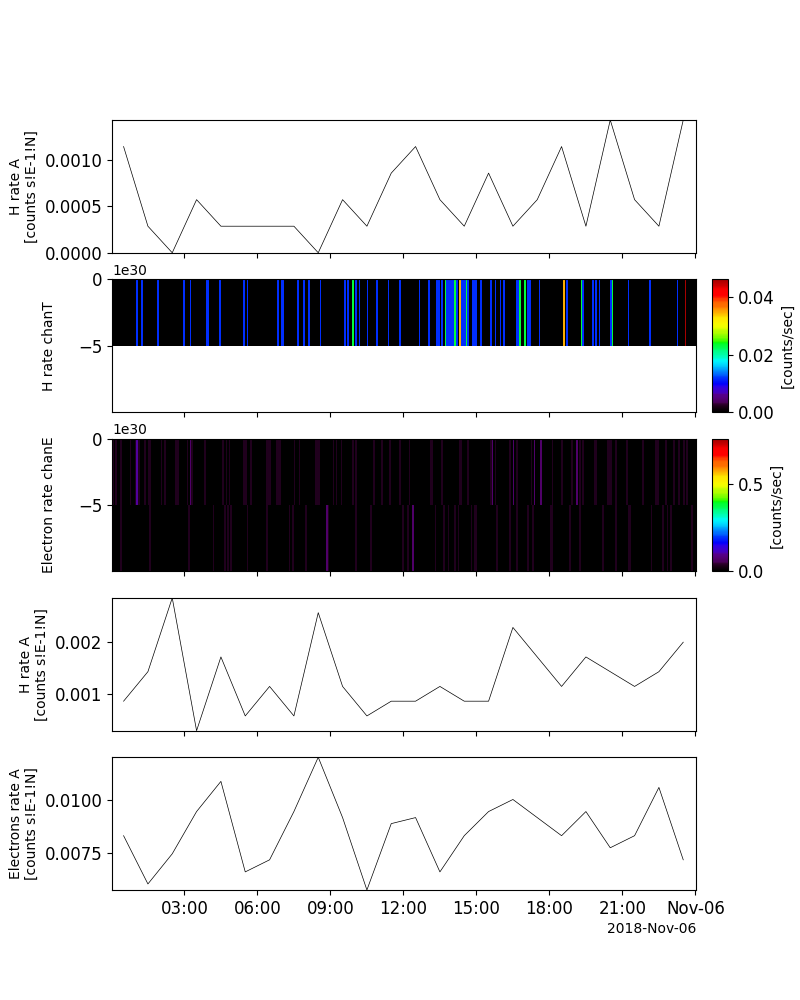 H rate A
[counts s!E-1!N]
0.0010
0.0005
0.0000
1e30
0
−5
H rate chanT
0.04
0.02
0.00
[counts/sec]
1e30
0
−5
Electron rate chanE
0.5
0.0
[counts/sec]
H rate A
[counts s!E-1!N]
0.002
0.001
Electrons rate A
[counts s!E-1!N]
0.0100
0.0075
03:00 06:00 09:00 12:00 15:00 18:00 21:00 Nov-06
2018-Nov-06